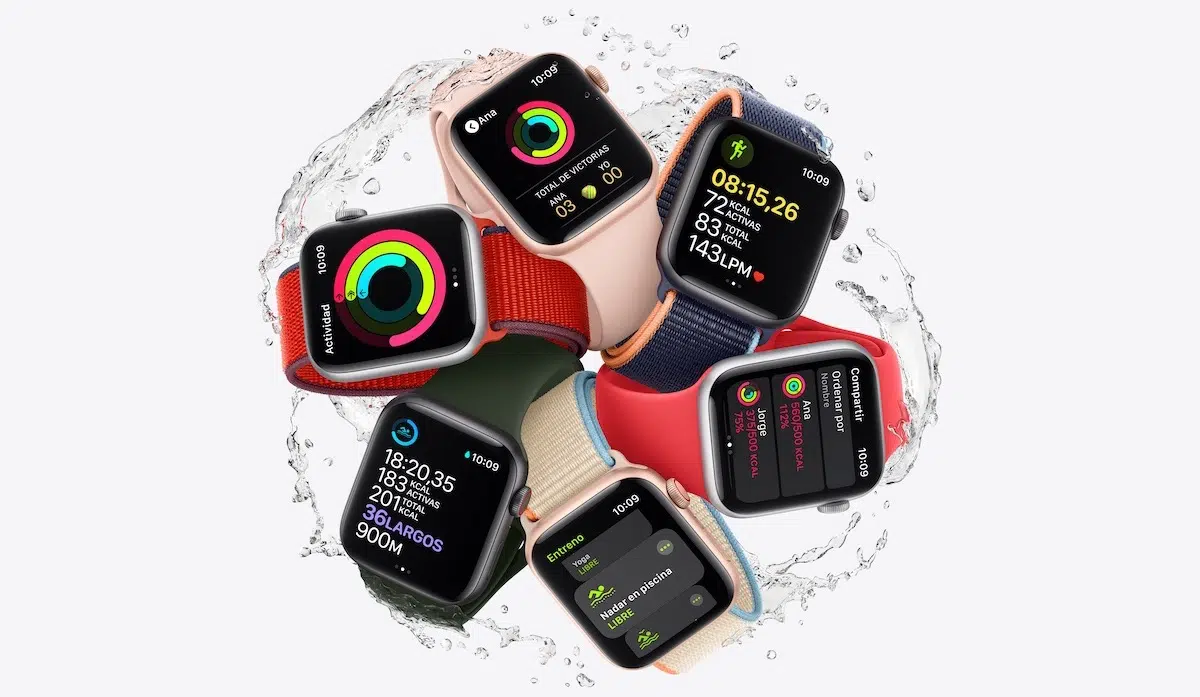 10:09
Ana
TOTAL DE VICTORIAS
ANA
YO
03
00
10:09
08:15,26
72 KCAL ACTIVAS
83 TOTAL KCAL
143LPM
10:09
Actividad
Compartir
10:09
Ordenar por
Nombre
Ana
560/500 KCAL
112%
Jorge
375/500 KCAL
75%
10:09
18:20,35
183 KCAL ACTIVAS
201 TOTAL KCAL
36LARGOS
900M
10:09
Entreno
Yoga
LIBRE
Nadar en piscina
LIBRE